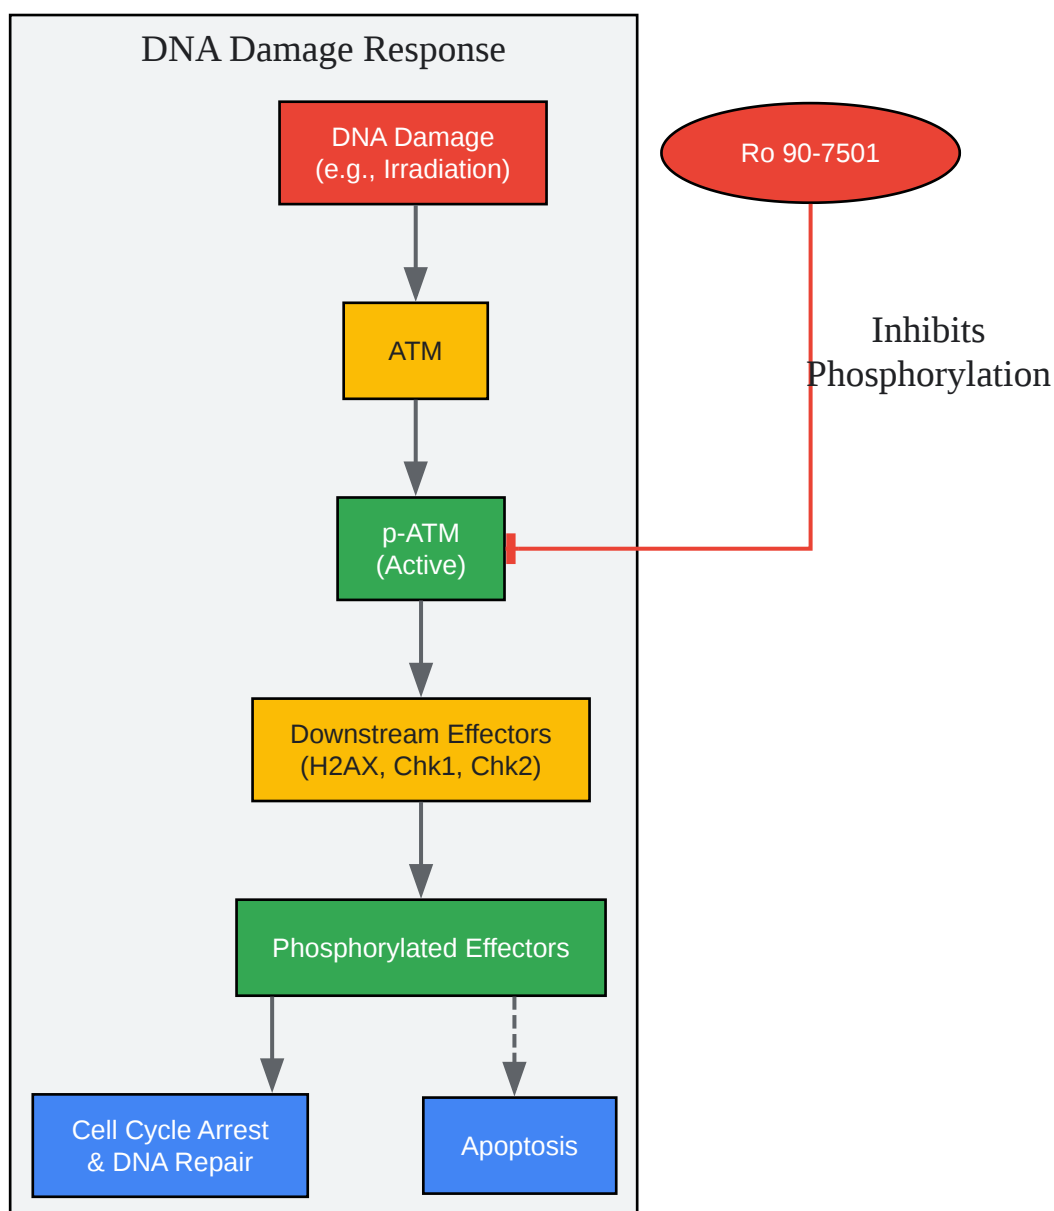 DNA Damage Response
DNA Damage
(e.g., Irradiation)
Ro 90-7501
Inhibits
Phosphorylation
ATM
p-ATM
(Active)
Downstream Effectors
(H2AX, Chk1, Chk2)
Phosphorylated Effectors
Cell Cycle Arrest
& DNA Repair
Apoptosis